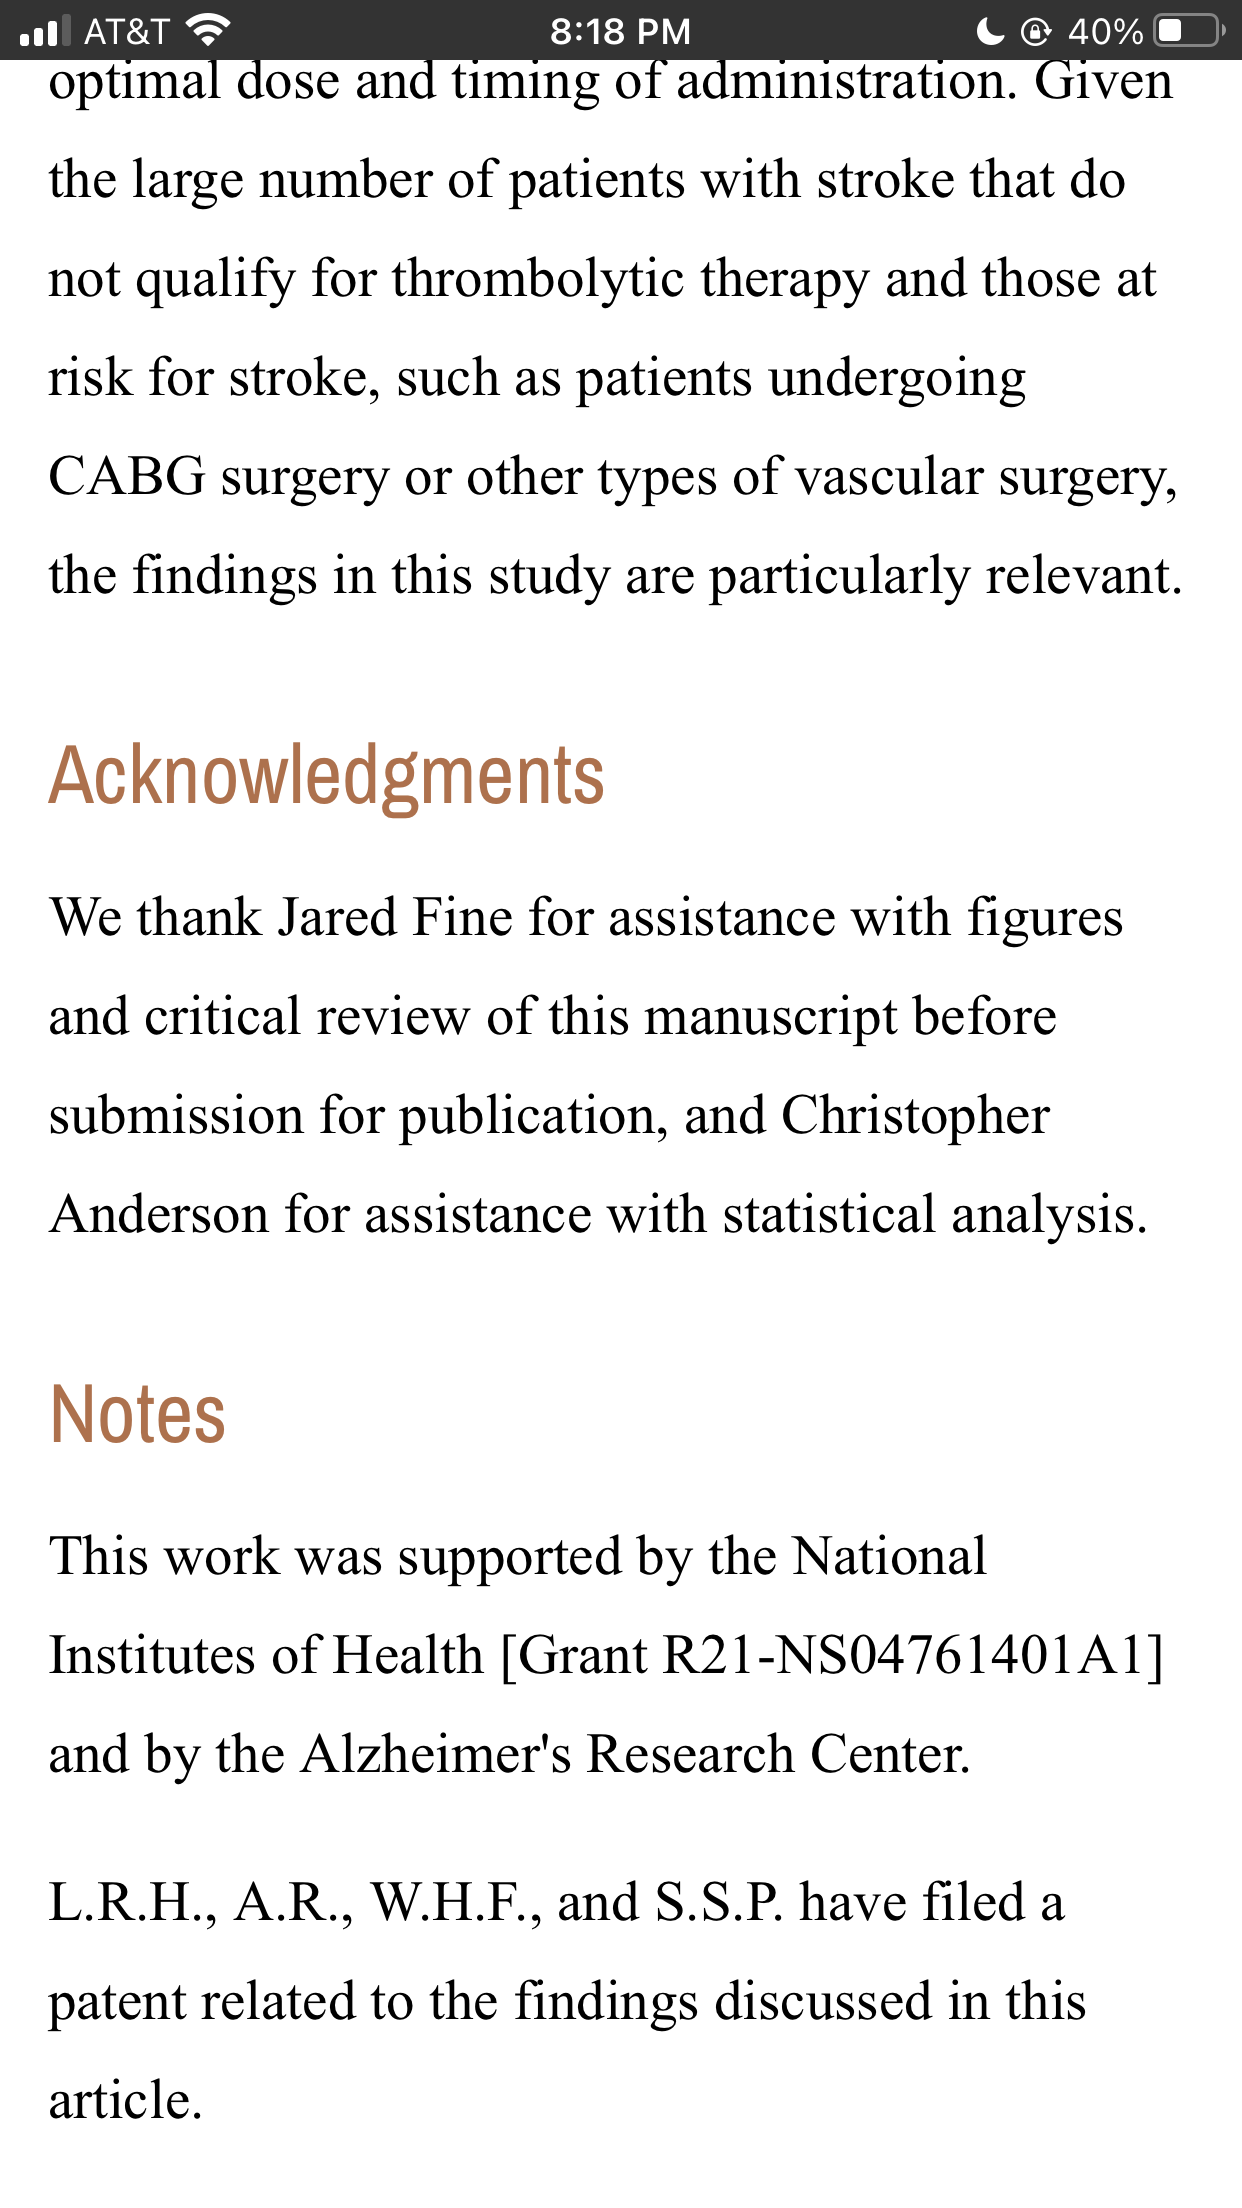 AT&T 8:18 PM 40%
optimal dose and timing of administration. Given
the large number of patients with stroke that do
not qualify for thrombolytic therapy and those at
risk for stroke, such as patients undergoing
CABG surgery or other types of vascular surgery,
the findings in this study are particularly relevant.
Acknowledgments
We thank Jared Fine for assistance with figures
and critical review of this manuscript before
submission for publication, and Christopher
Anderson for assistance with statistical analysis.
Notes
This work was supported by the National
Institutes of Health [Grant R21-NS04761401A1]
and by the Alzheimer's Research Center.
L.R.H., A.R., W.H.F., and S.S.P. have filed a
patent related to the findings discussed in this
article.